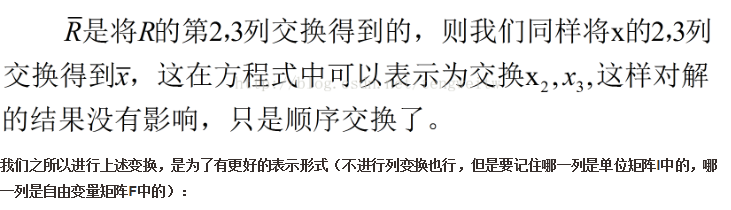 R̅是将R的第2,3列交换得到的，则我们同样将x的2,3列
交换得到x̅，这在方程式中可以表示为交换x₂,x₃,这样对解
的结果没有影响，只是顺序交换了。
我们之所以进行上述变换，是为了有更好的表示形式（不进行列变换也行，但是要记住哪一列是单位矩阵I中的，哪
一列是自由变量矩阵F中的）：